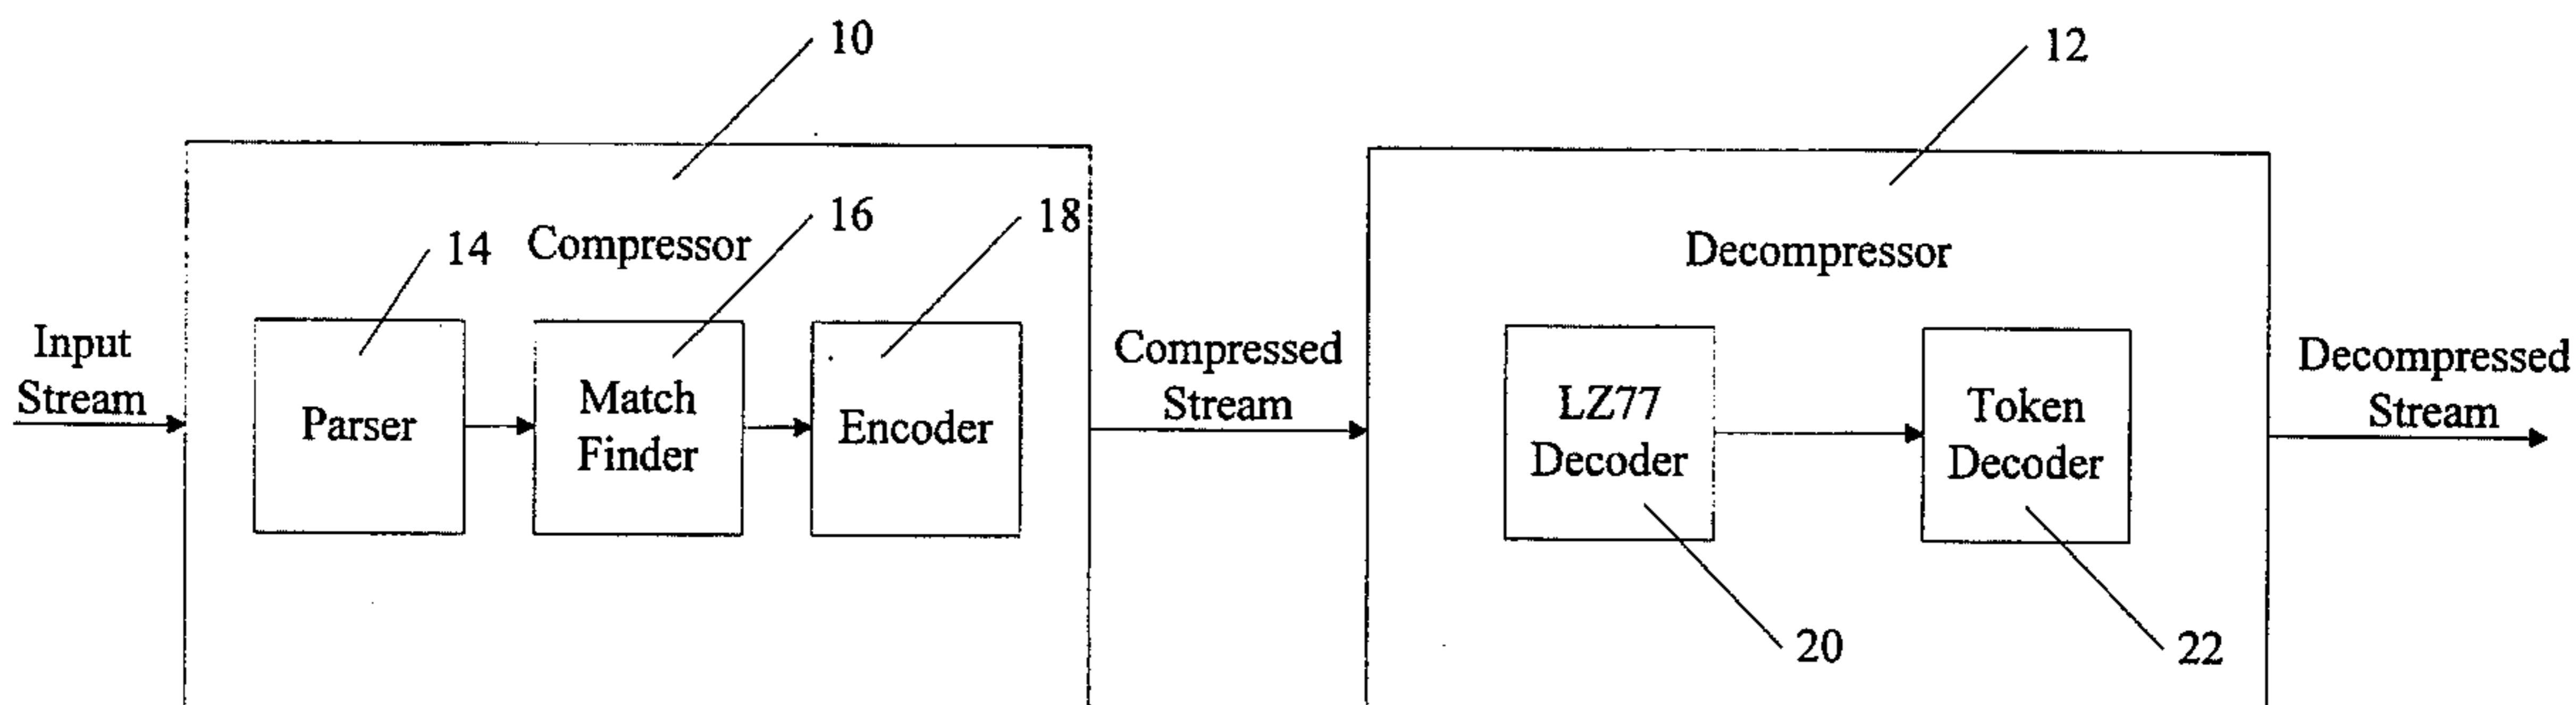 10
12
16
18
14
Compressor
Decompressor
Input
Stream
Parser
Match
Finder
Encoder
Compressed
Stream
LZ77
Decoder
Token
Decoder
Decompressed
Stream
20
22